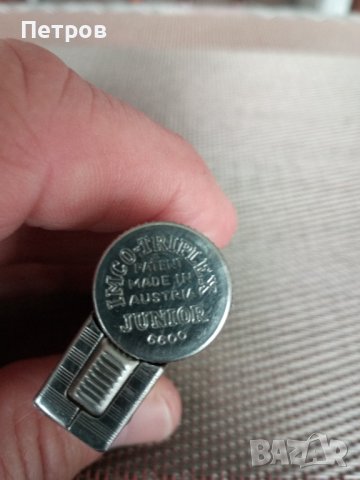 Петров
IMCO-TRIPLEX
PATENT
MADE IN
AUSTRIA
JUNIOR
6600
BAZAR